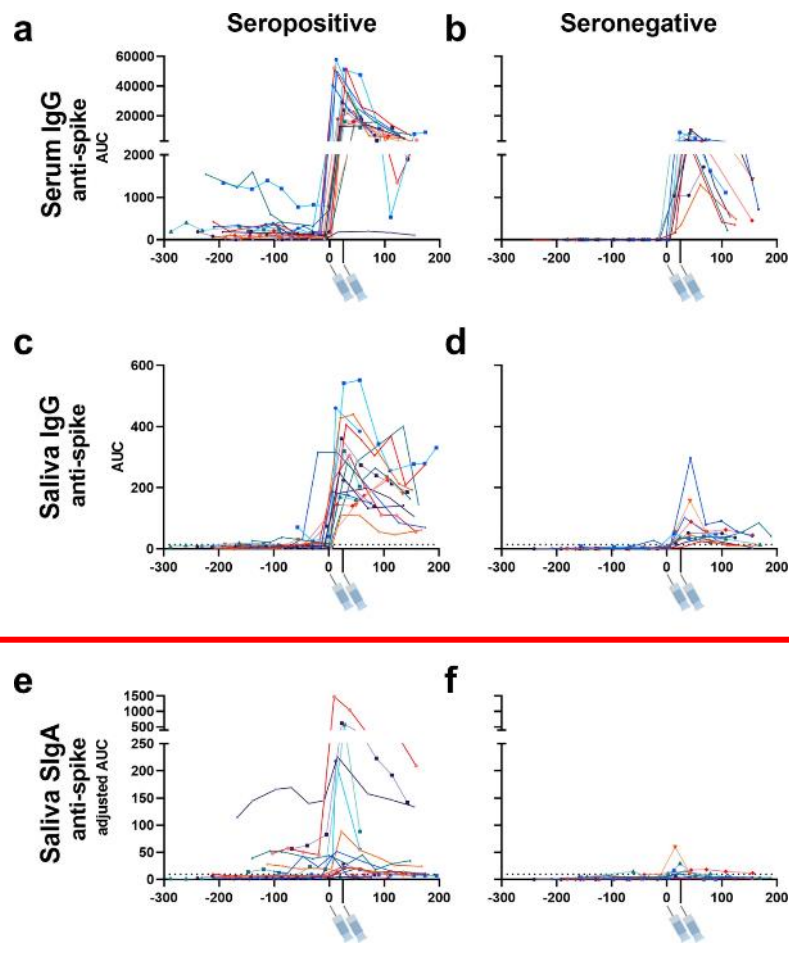 a Seropositive b Seronegative
Serum IgG
anti-spike
AUC
60000
40000
20000
2000
1000
0
-300 -200 -100 0 100 200 -300 -200 -100 0 100 200
c d
Saliva IgG
anti-spike
AUC
600
400
200
0
-300 -200 -100 0 100 200 -300 -200 -100 0 100 200
e f
Saliva SIgA
anti-spike
adjusted AUC
1500
1000
500
250
200
150
100
50
0
-300 -200 -100 0 100 200 -300 -200 -100 0 100 200